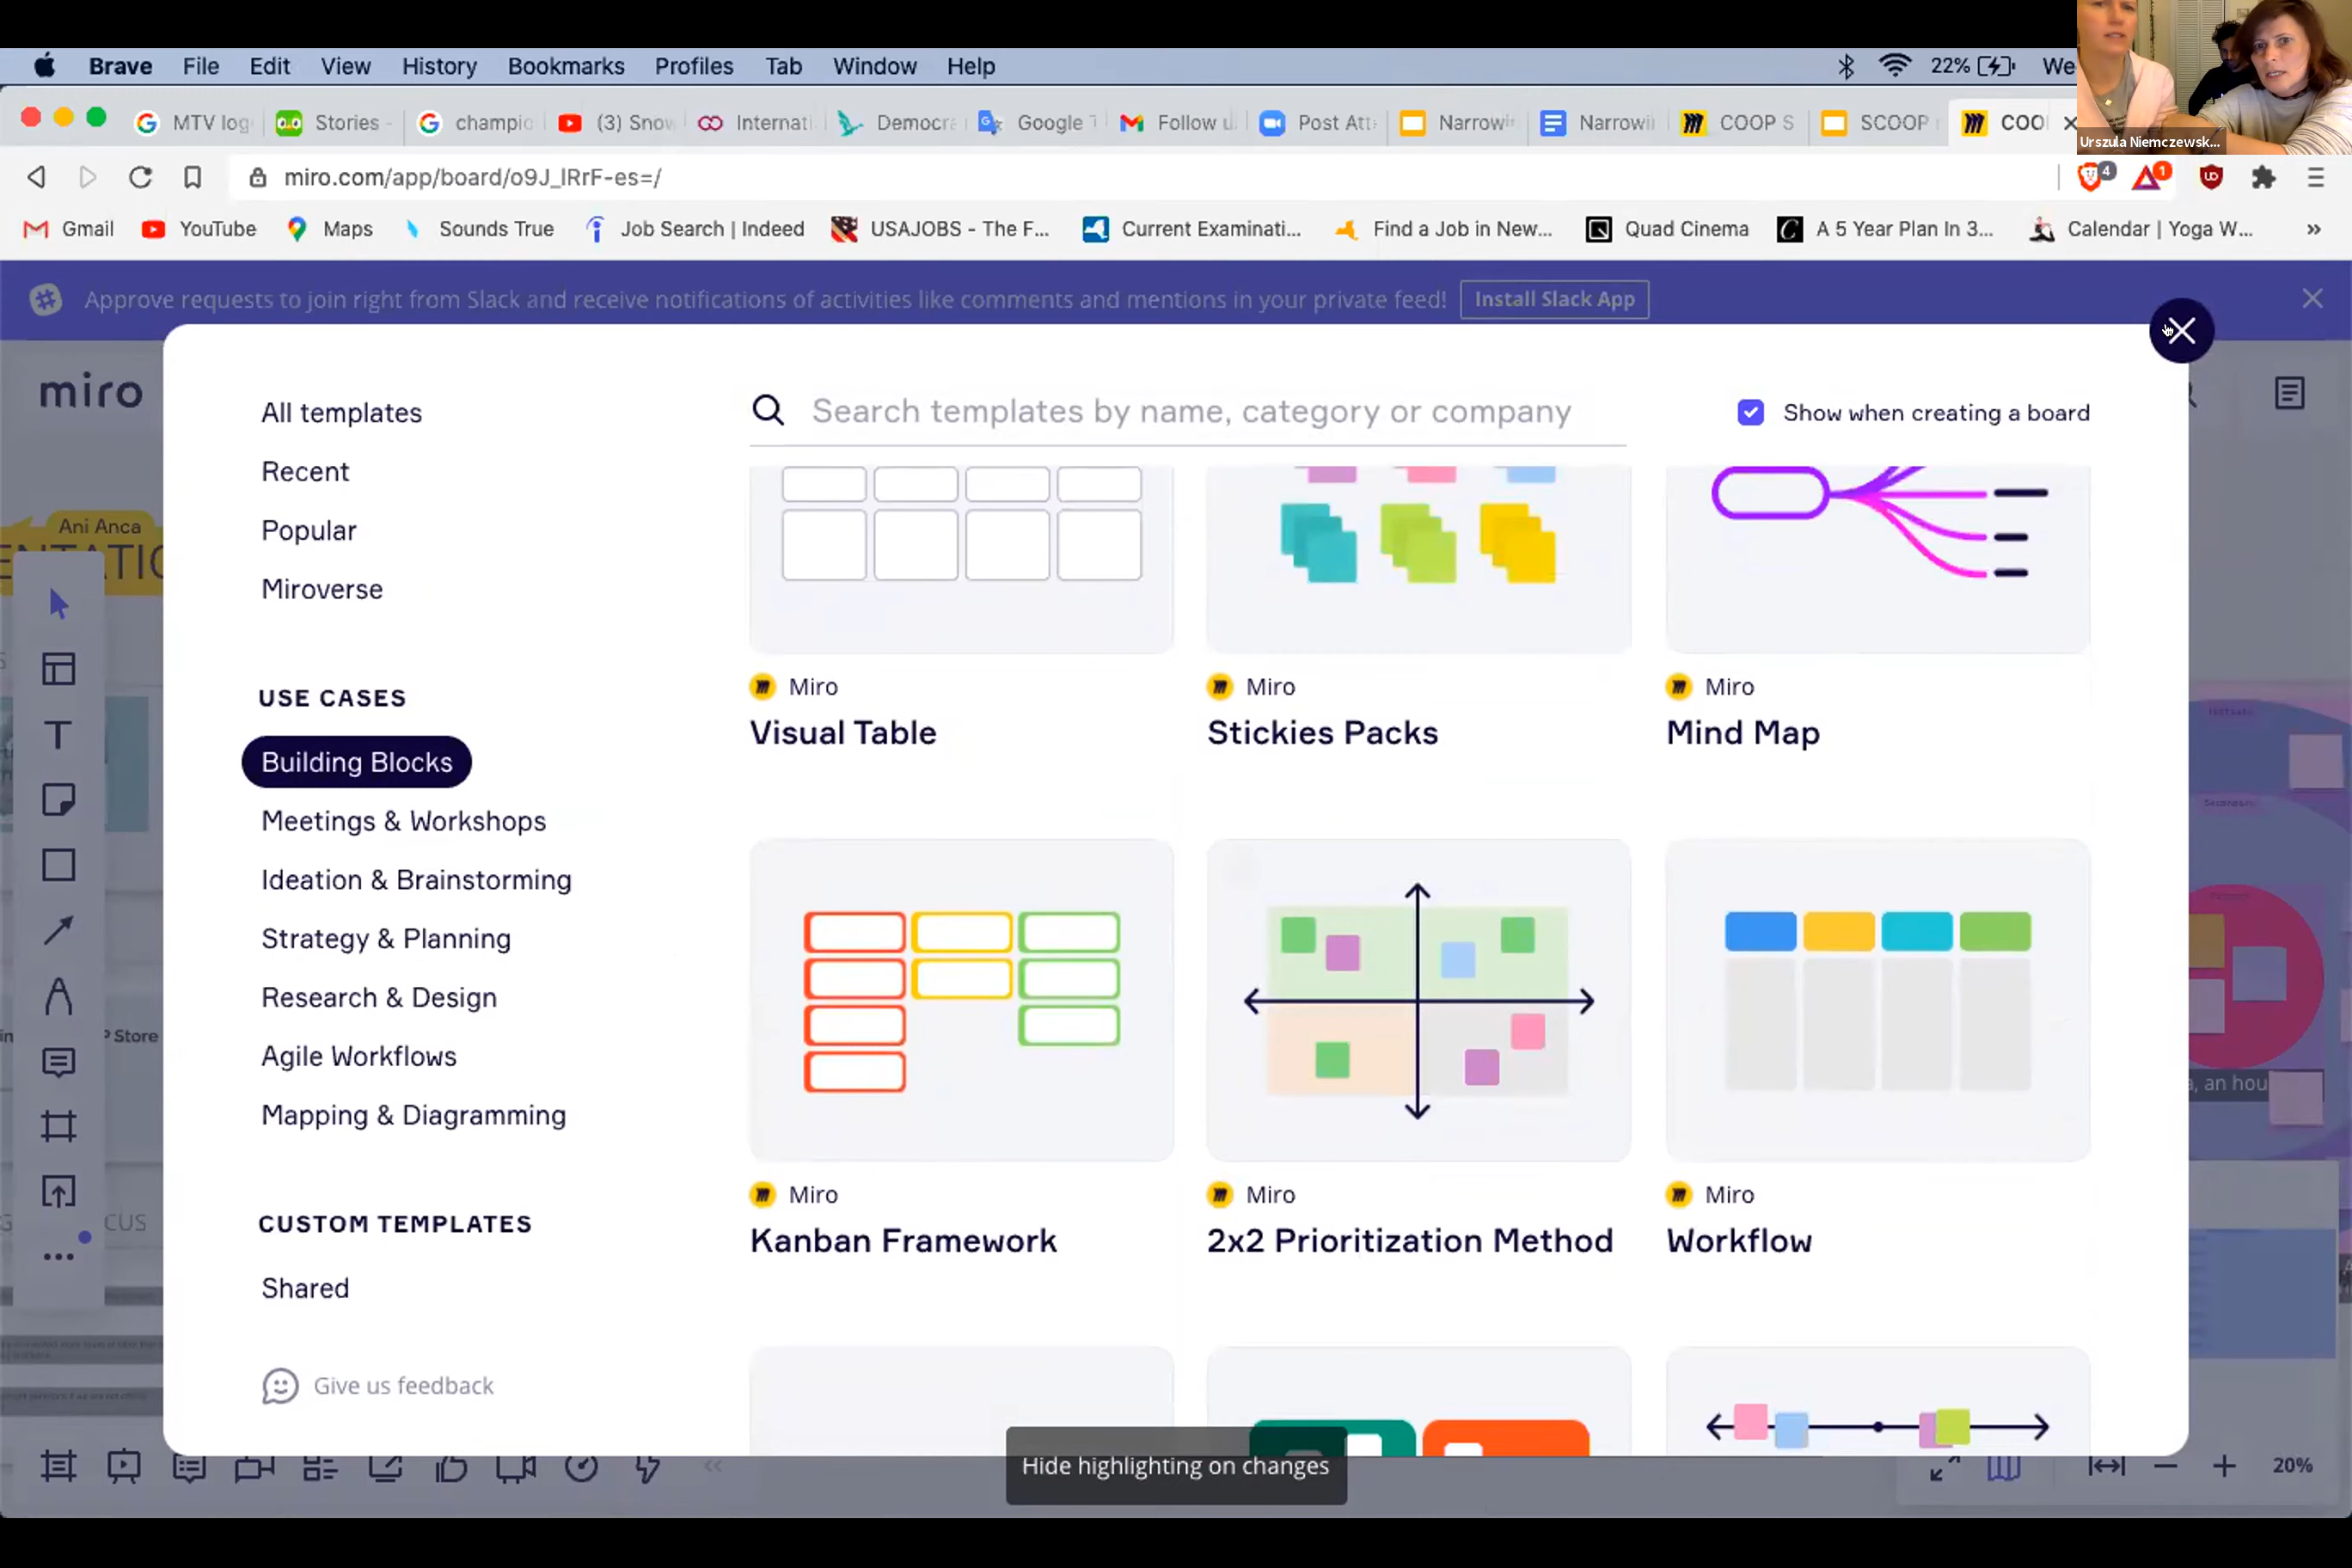 Brave File Edit View History Bookmarks Profiles Tab Window Help
22%
We
MTV log
Stories -
champio
(3) Snow
Internati
Democra
Google T
Follow u
Post Att
Narrowi
Narrowi
COOP S
SCOOP
COO
Urszula Niemczewsk...
miro.com/app/board/o9J_lRrF-es=/
4
1
Gmail
YouTube
Maps
Sounds True
Job Search | Indeed
USAJOBS - The F...
Current Examinati...
Find a Job in New...
Quad Cinema
A 5 Year Plan In 3...
Calendar | Yoga W...
»
Approve requests to join right from Slack and receive notifications of activities like comments and mentions in your private feed!
Install Slack App
miro
Ani Anca
All templates
Recent
Popular
Miroverse
USE CASES
Building Blocks
Meetings & Workshops
Ideation & Brainstorming
Strategy & Planning
Research & Design
Agile Workflows
Mapping & Diagramming
CUSTOM TEMPLATES
Shared
Give us feedback
Search templates by name, category or company
Show when creating a board
Miro
Visual Table
Miro
Stickies Packs
Miro
Mind Map
Miro
Kanban Framework
Miro
2x2 Prioritization Method
Miro
Workflow
P Store
CUS
, an hou
Hide highlighting on changes
20%